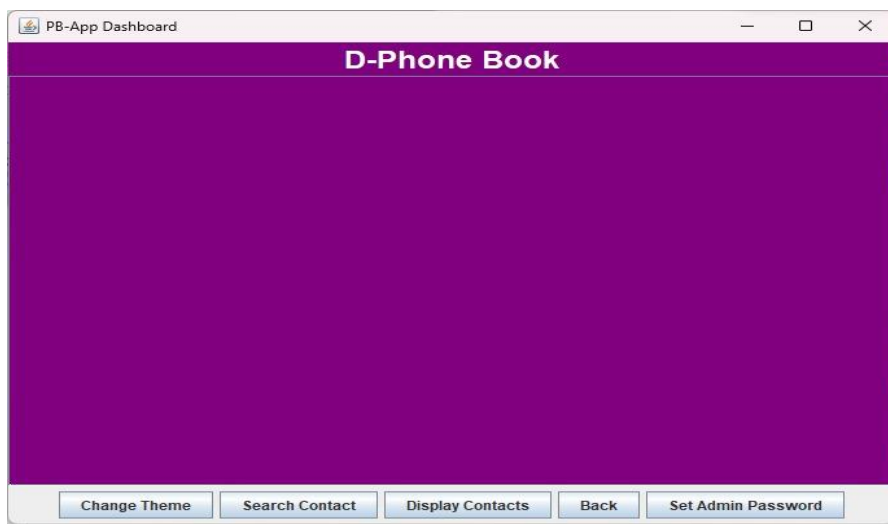 PB-App Dashboard
D-Phone Book
Change Theme Search Contact Display Contacts Back Set Admin Password